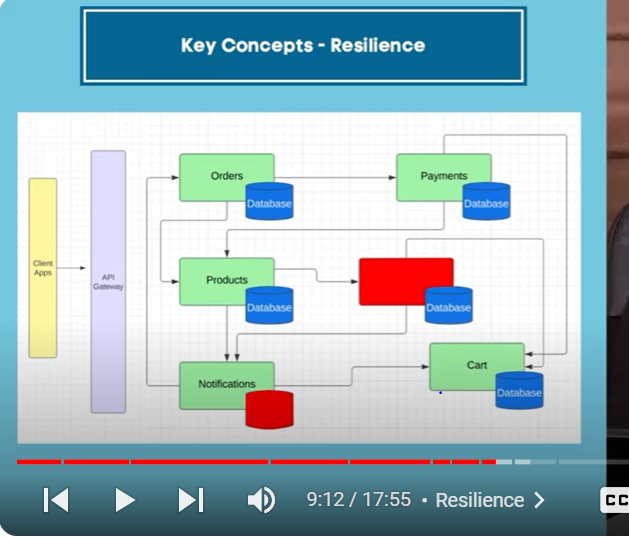 Key Concepts - Resilience
Orders
Database
Payments
Database
Client
Apps
API
Gateway
Products
Database
Database
Notifications
Cart
Database
9:12 / 17:55 • Resilience
CC